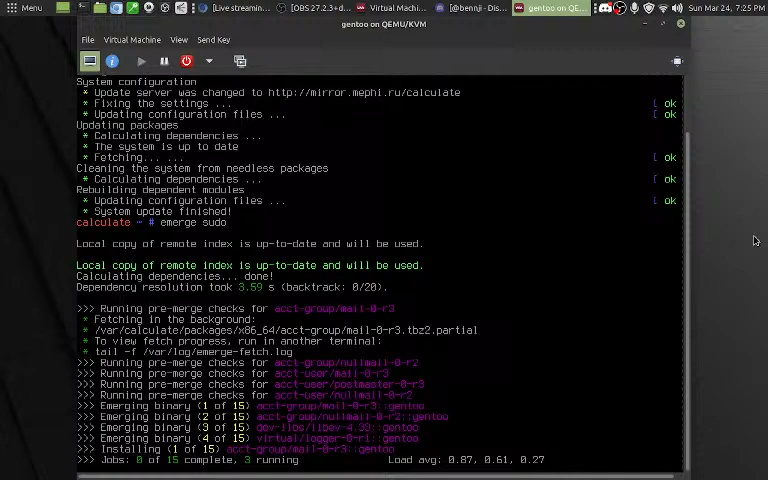 Menu
[Live streamin...
[OBS 27.2.3+d...
Virtual Machin...
[@bennji - Dis...
gentoo on QE...
Sun Mar 24, 7:25 PM
gentoo on QEMU/KVM
File Virtual Machine View Send Key
System configuration
* Update server was changed to http://mirror.mephi.ru/calculate
* Fixing the settings ... [ ok
* Updating configuration files ... [ ok
Updating packages
* Calculating dependencies ...
* The system is up to date
* Fetching... ... [ ok
Cleaning the system from needless packages
* Calculating dependencies ... [ ok
Rebuilding dependent modules
* Updating configuration files ... [ ok
* System update finished!
calculate ~ # emerge sudo
Local copy of remote index is up-to-date and will be used.
Local copy of remote index is up-to-date and will be used.
Calculating dependencies... done!
Dependency resolution took 3.59 s (backtrack: 0/20).
>>> Running pre-merge checks for acct-group/mail-0-r3
* Fetching in the background:
* /var/calculate/packages/x86_64/acct-group/mail-0-r3.tbz2.partial
* To view fetch progress, run in another terminal:
* tail -f /var/log/emerge-fetch.log
>>> Running pre-merge checks for acct-group/nullmail-0-r2
>>> Running pre-merge checks for acct-user/mail-0-r3
>>> Running pre-merge checks for acct-user/postmaster-0-r3
>>> Running pre-merge checks for acct-user/nullmail-0-r2
>>> Emerging binary (1 of 15) acct-group/mail-0-r3::gentoo
>>> Emerging binary (2 of 15) acct-group/nullmail-0-r2::gentoo
>>> Emerging binary (3 of 15) dev-libs/libev-4.33::gentoo
>>> Emerging binary (4 of 15) virtual/logger-0-r1::gentoo
>>> Installing (1 of 15) acct-group/mail-0-r3::gentoo
>>> Jobs: 0 of 15 complete, 3 running Load avg: 0.87, 0.61, 0.27